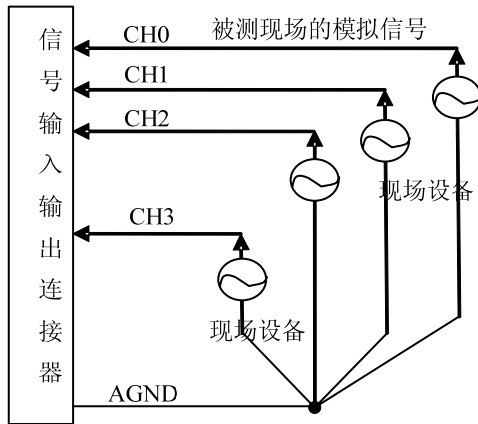 信号输入输出连接器
CH0
被测现场的模拟信号
CH1
CH2
现场设备
CH3
现场设备
AGND